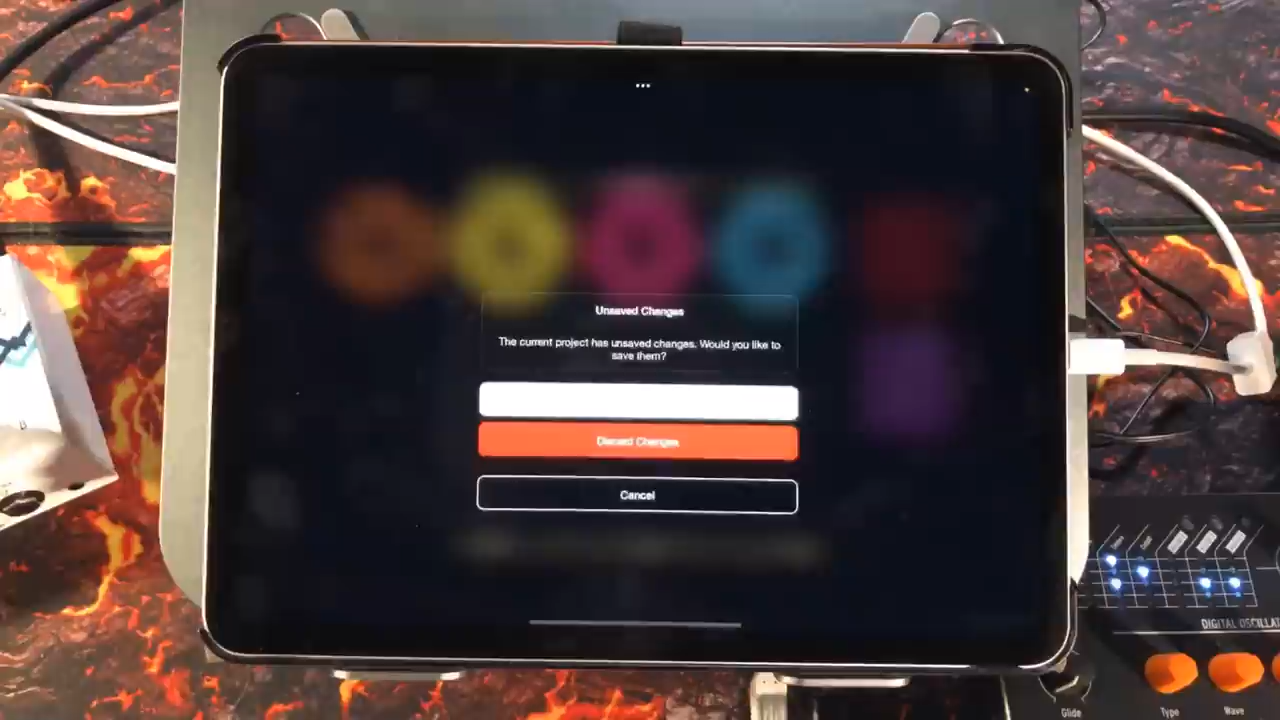 Unsaved Changes
The current project has unsaved changes. Would you like to
save them?
Discard Changes
Cancel
DIGITAL OSCILLAT
Glide
Type
Wave